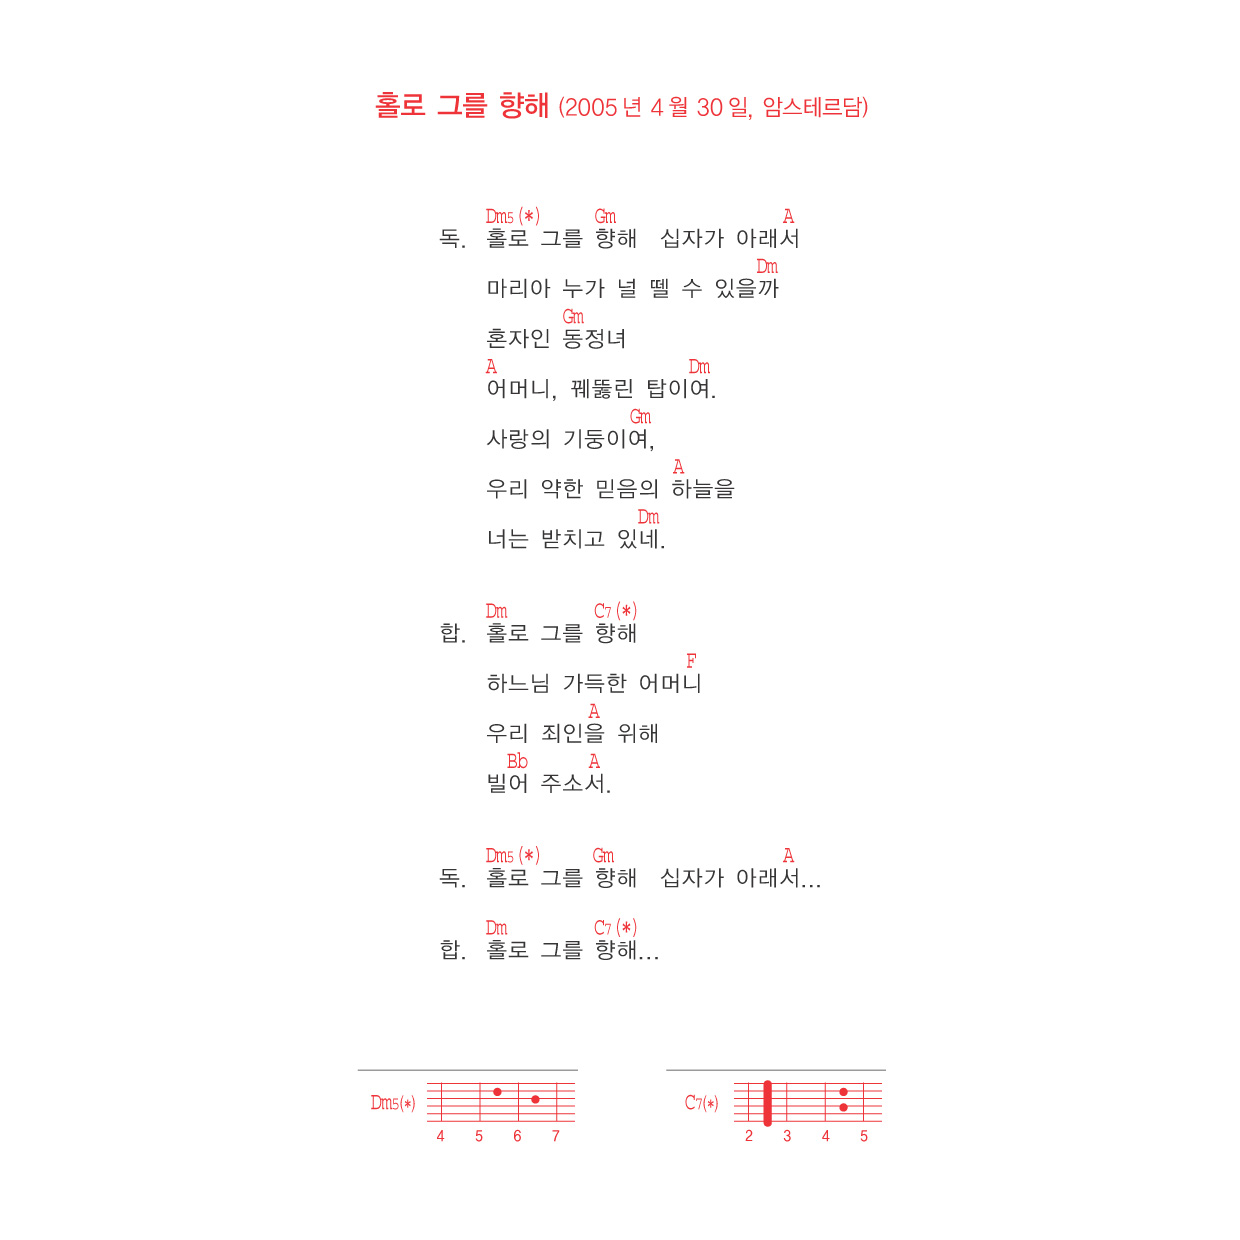 홀로 그를 향해 (2005년 4월 30일, 암스테르담)
Dm5(*) Gm A
독. 홀로 그를 향해 십자가 아래서
Dm
마리아 누가 널 뗄 수 있을까
Gm
혼자인 동정녀
A Dm
어머니, 꿰뚫린 탑이여.
Gm
사랑의 기둥이여,
A
우리 약한 믿음의 하늘을
Dm
너는 받치고 있네.
Dm C7(*)
합. 홀로 그를 향해
F
하느님 가득한 어머니
A
우리 죄인을 위해
Bb A
빌어 주소서.
Dm5(*) Gm A
독. 홀로 그를 향해 십자가 아래서...
Dm C7(*)
합. 홀로 그를 향해...
Dm5(*)
4 5 6 7
C7(*)
2 3 4 5